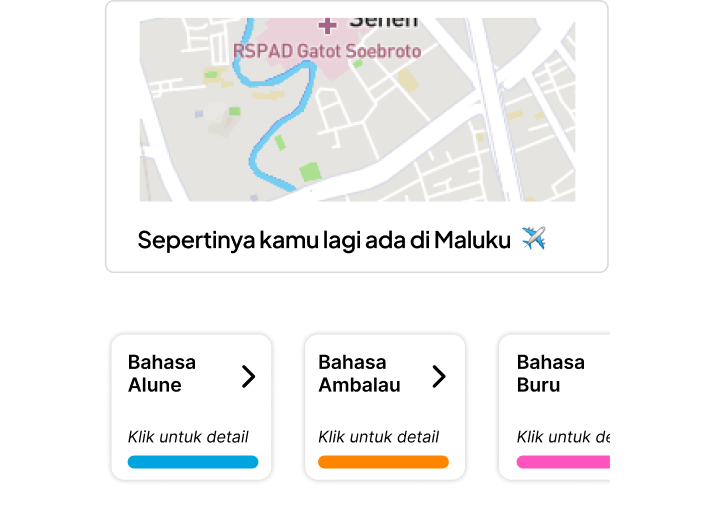 Senen
RSPAD Gatot Soebroto
Sepertinya kamu lagi ada di Maluku
Bahasa
Alune
Klik untuk detail
Bahasa
Ambalau
Klik untuk detail
Bahasa
Buru
Klik untuk de